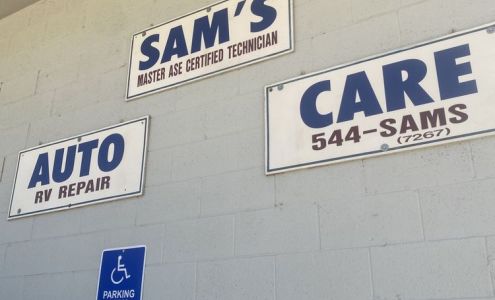 SAM'S
MASTER ASE CERTIFIED TECHNICIAN
AUTO
RV REPAIR
CARE
544-SAMS
(7267)
PARKING